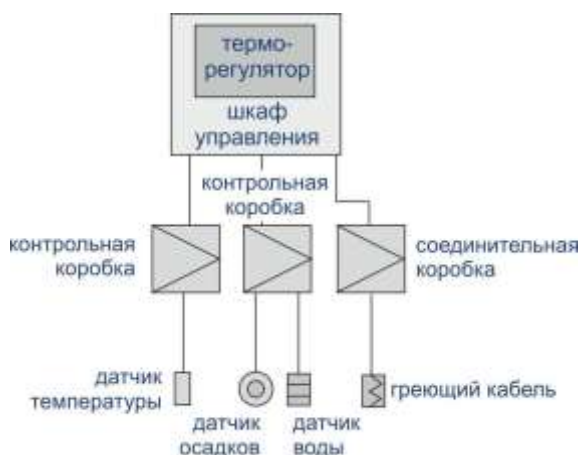 термо-
регулятор
шкаф
управления
контрольная
коробка
контрольная
коробка
соединительная
коробка
датчик
температуры
датчик
осадков
датчик
воды
греющий кабель